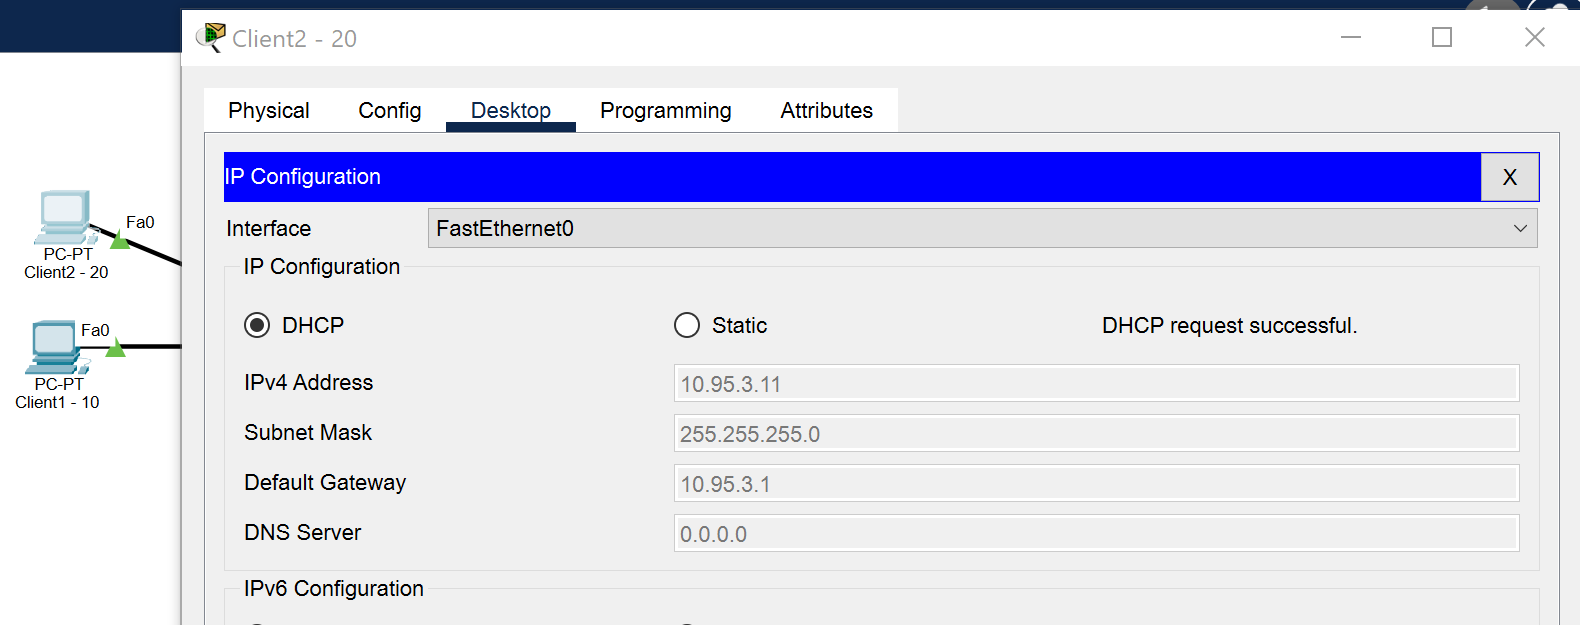 Client2 - 20
Physical Config Desktop Programming Attributes
IP Configuration X
Interface FastEthernet0
IP Configuration
DHCP Static DHCP request successful.
IPv4 Address 10.95.3.11
Subnet Mask 255.255.255.0
Default Gateway 10.95.3.1
DNS Server 0.0.0.0
IPv6 Configuration
Fa0
PC-PT
Client2 - 20
Fa0
PC-PT
Client1 - 10